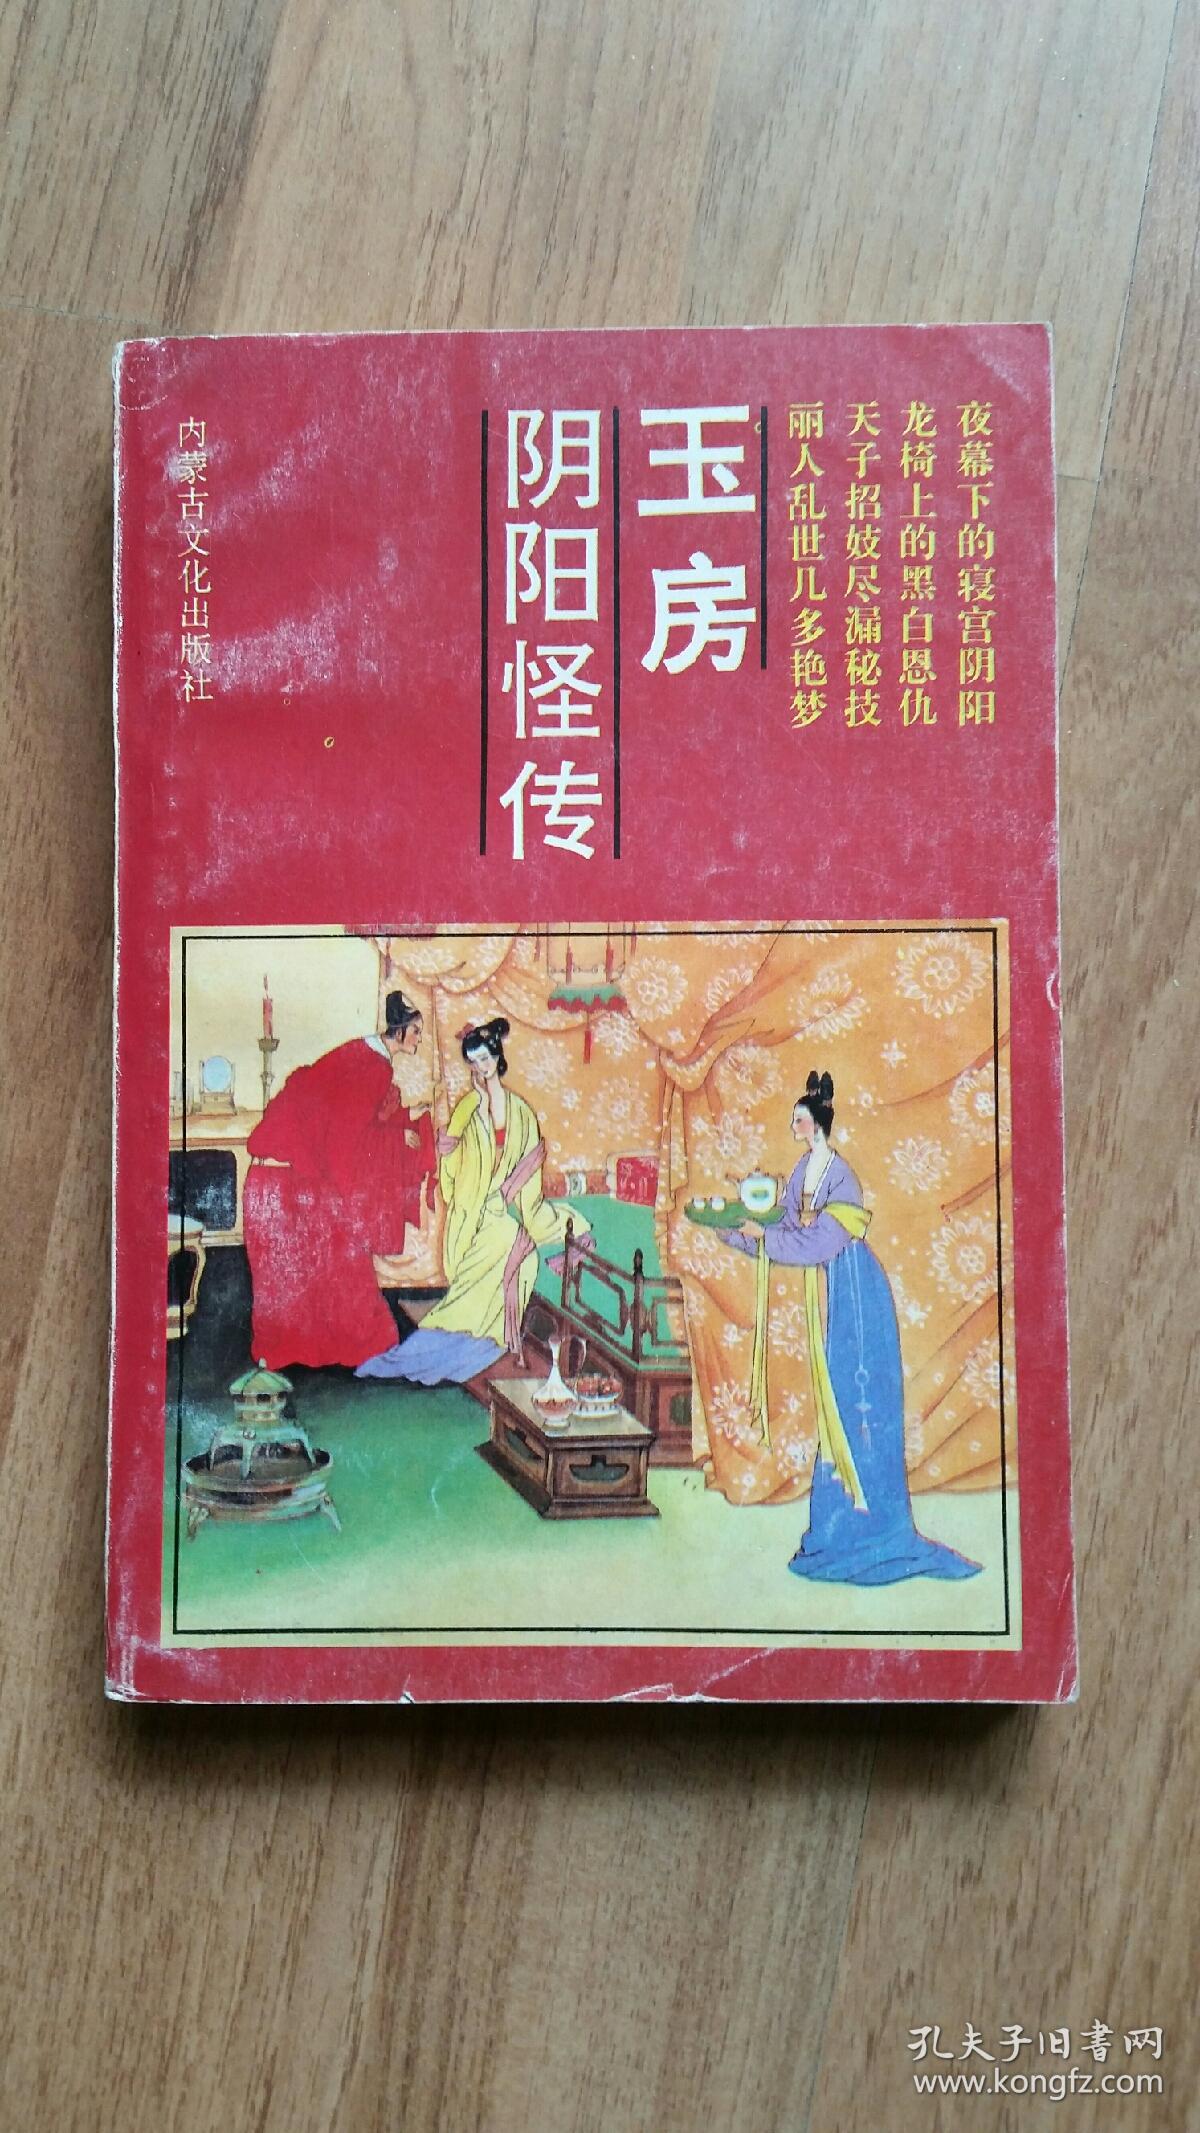 夜幕下的寝宫阴阳
龙椅上的黑白恩仇
天子招妓尽漏秘技
丽人乱世几多艳梦
玉房
阴阳怪传
内蒙古文化出版社
孔夫子旧书网
www.kongfz.com